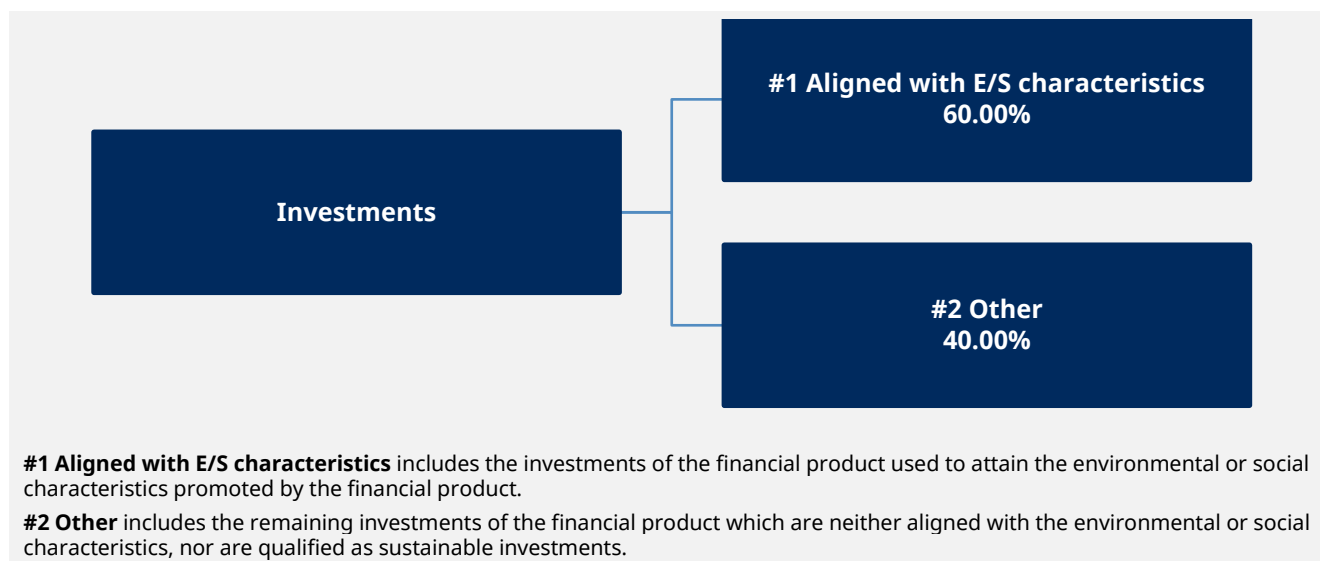 #1 Aligned with E/S characteristics
60.00%
Investments
#2 Other
40.00%
#1 Aligned with E/S characteristics includes the investments of the financial product used to attain the environmental or social
characteristics promoted by the financial product.
#2 Other includes the remaining investments of the financial product which are neither aligned with the environmental or social
characteristics, nor are qualified as sustainable investments.